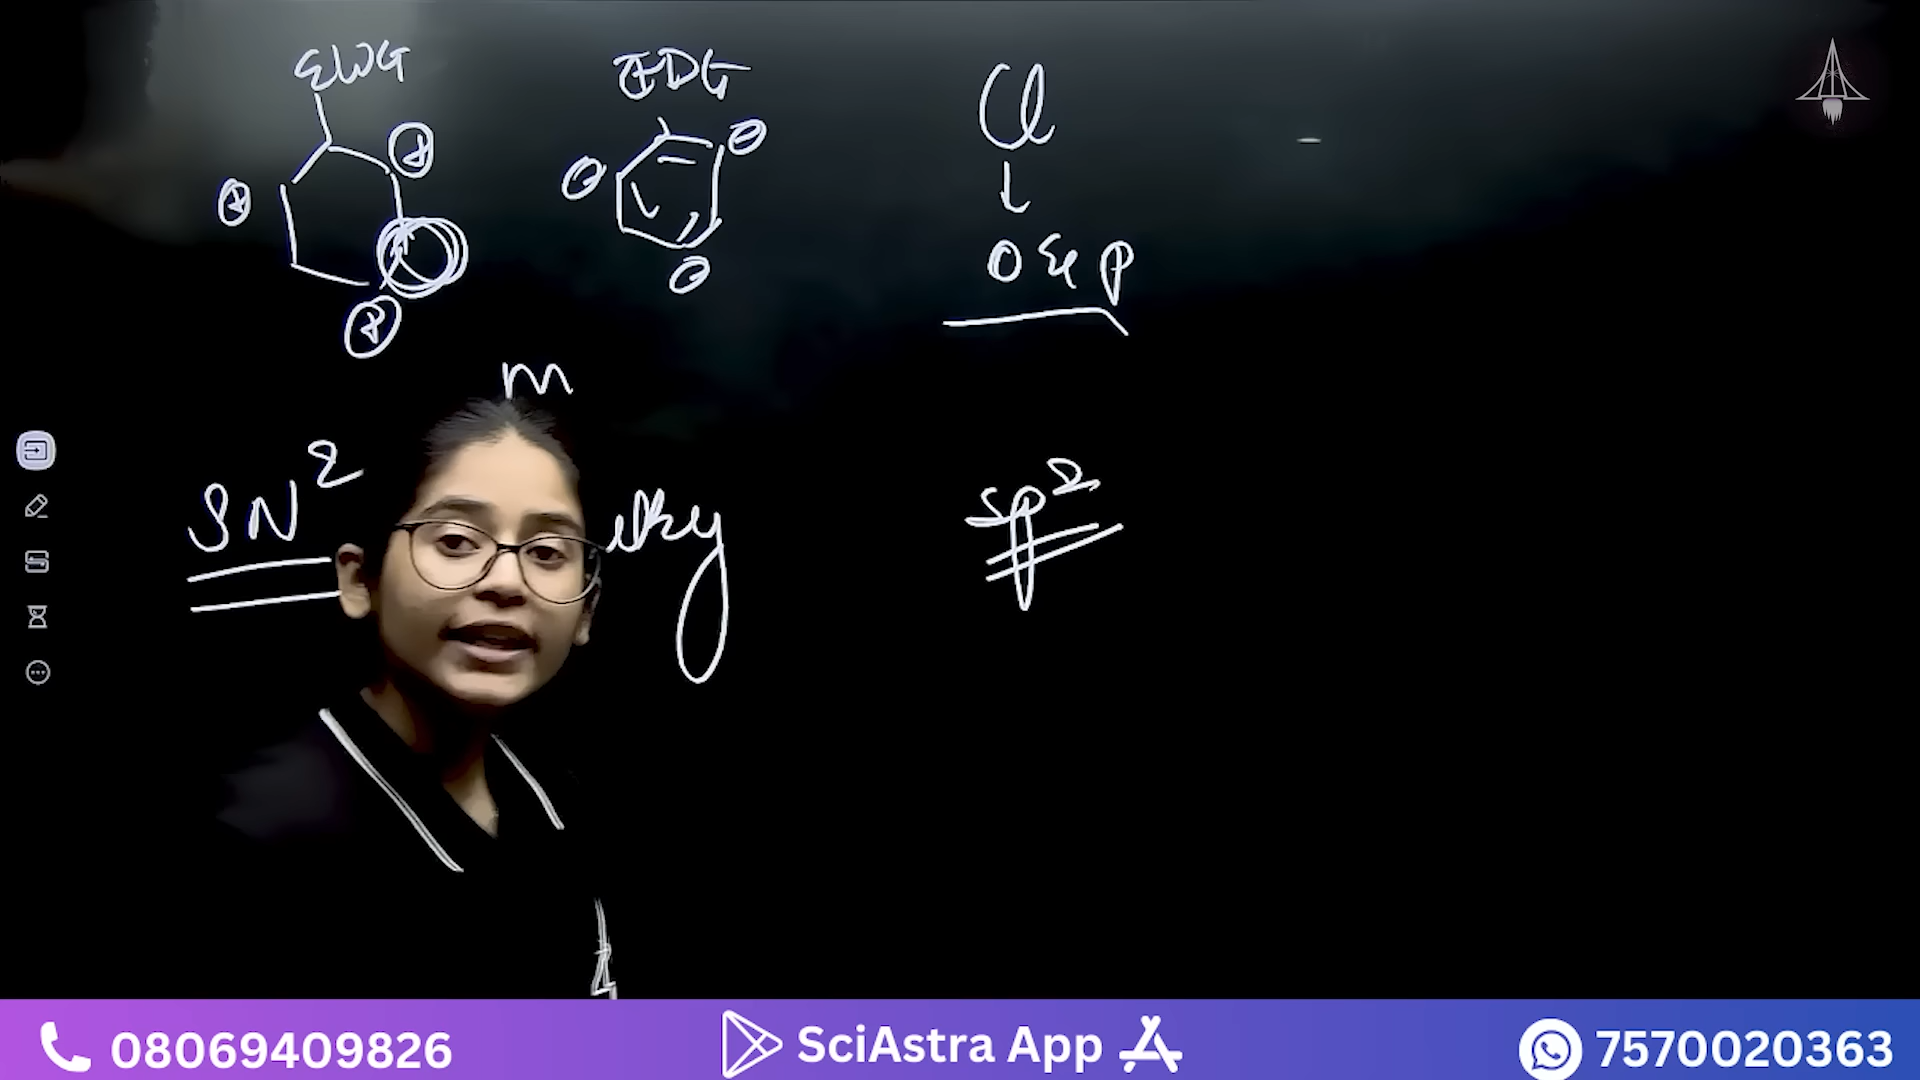 EWG EDG Cl
⊕ ⊕ ⊖ ⊖
⊕ ⊖ O & P
m
SN² sp²
08069409826 SciAstra App 7570020363